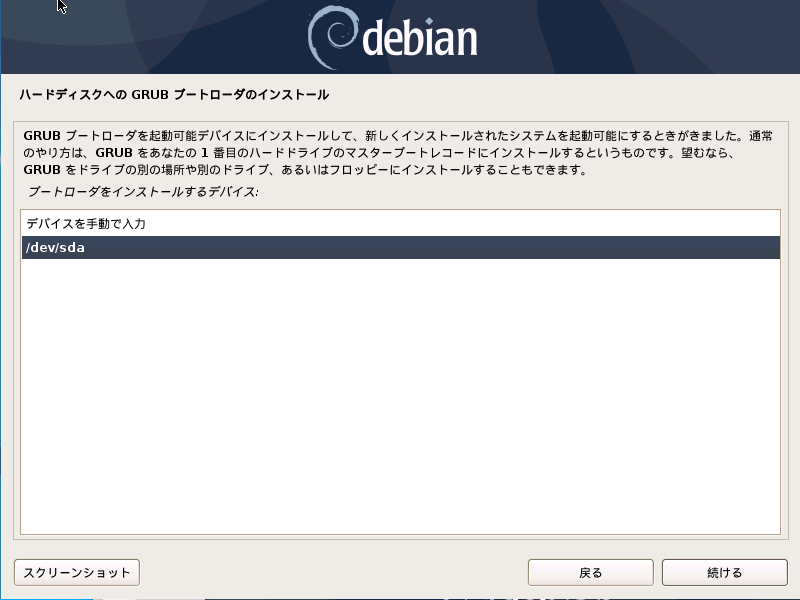 debian
ハードディスクへの GRUB ブートローダのインストール
GRUB ブートローダを起動可能デバイスにインストールして、新しくインストールされたシステムを起動可能にするときがきました。通常
のやり方は、GRUB をあなたの 1 番目のハードドライブのマスターブートレコードにインストールするというものです。望むなら、
GRUB をドライブの別の場所や別のドライブ、あるいはフロッピーにインストールすることもできます。
ブートローダをインストールするデバイス:
デバイスを手動で入力
/dev/sda
スクリーンショット
戻る
続ける